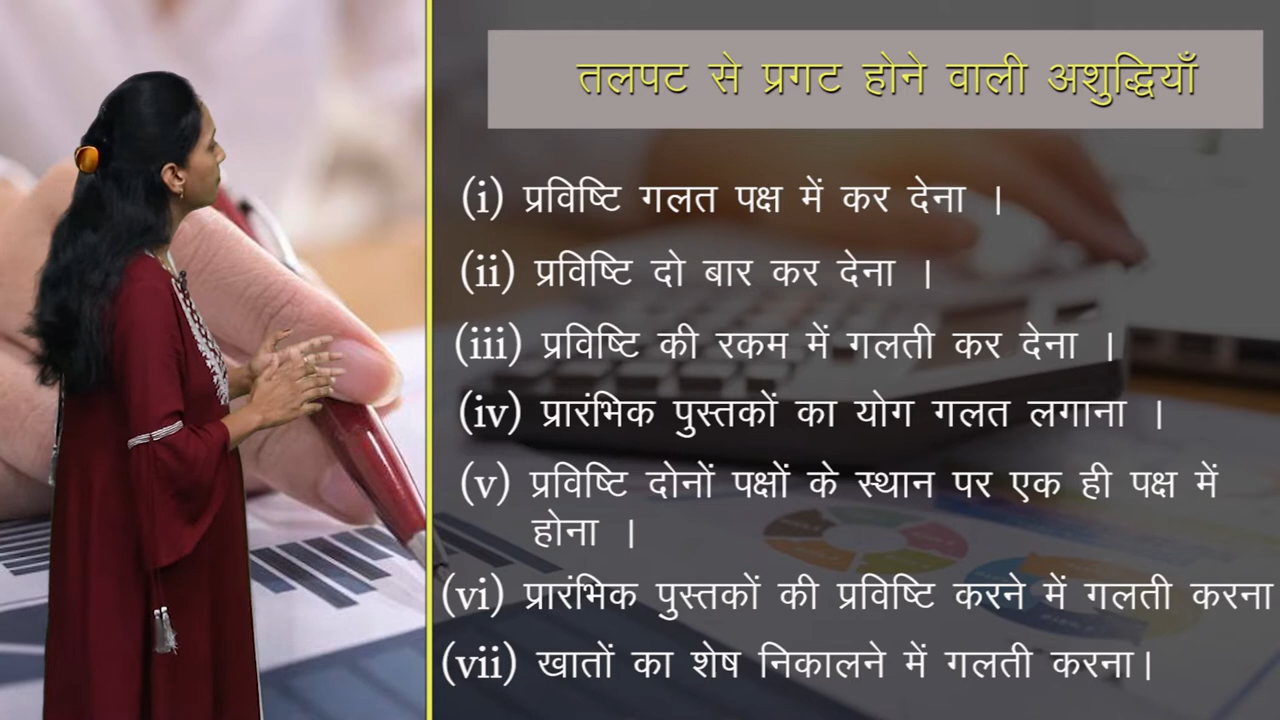 तलपट से प्रगट होने वाली अशुद्धियाँ
(i) प्रविष्टि गलत पक्ष में कर देना ।
(ii) प्रविष्टि दो बार कर देना ।
(iii) प्रविष्टि की रकम में गलती कर देना ।
(iv) प्रारंभिक पुस्तकों का योग गलत लगाना ।
(v) प्रविष्टि दोनों पक्षों के स्थान पर एक ही पक्ष में
होना ।
(vi) प्रारंभिक पुस्तकों की प्रविष्टि करने में गलती करना
(vii) खातों का शेष निकालने में गलती करना।